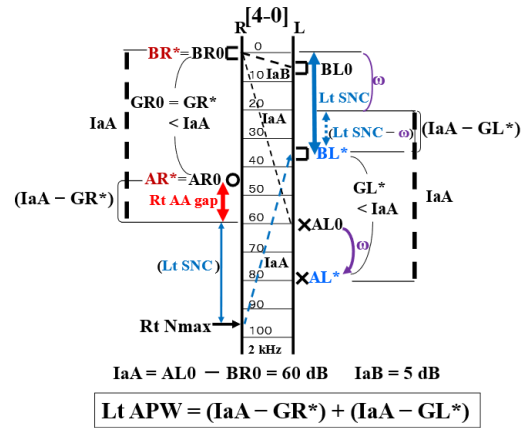 [4-0]
R L
BR*=BR0
0
BL0
IaB
10
ω
GR0 = GR*
< IaA
IaA
Lt SNC
20
IaA
30
(Lt SNC − ω)
(IaA − GL*)
40
BL*
AR*=AR0
GL*
< IaA
IaA
(IaA − GR*)
50
Rt AA gap
60
AL0
ω
70
(Lt SNC)
IaA
80
AL*
90
Rt Nmax
100
2 kHz
IaA = AL0 − BR0 = 60 dB IaB = 5 dB
Lt APW = (IaA − GR*) + (IaA − GL*)